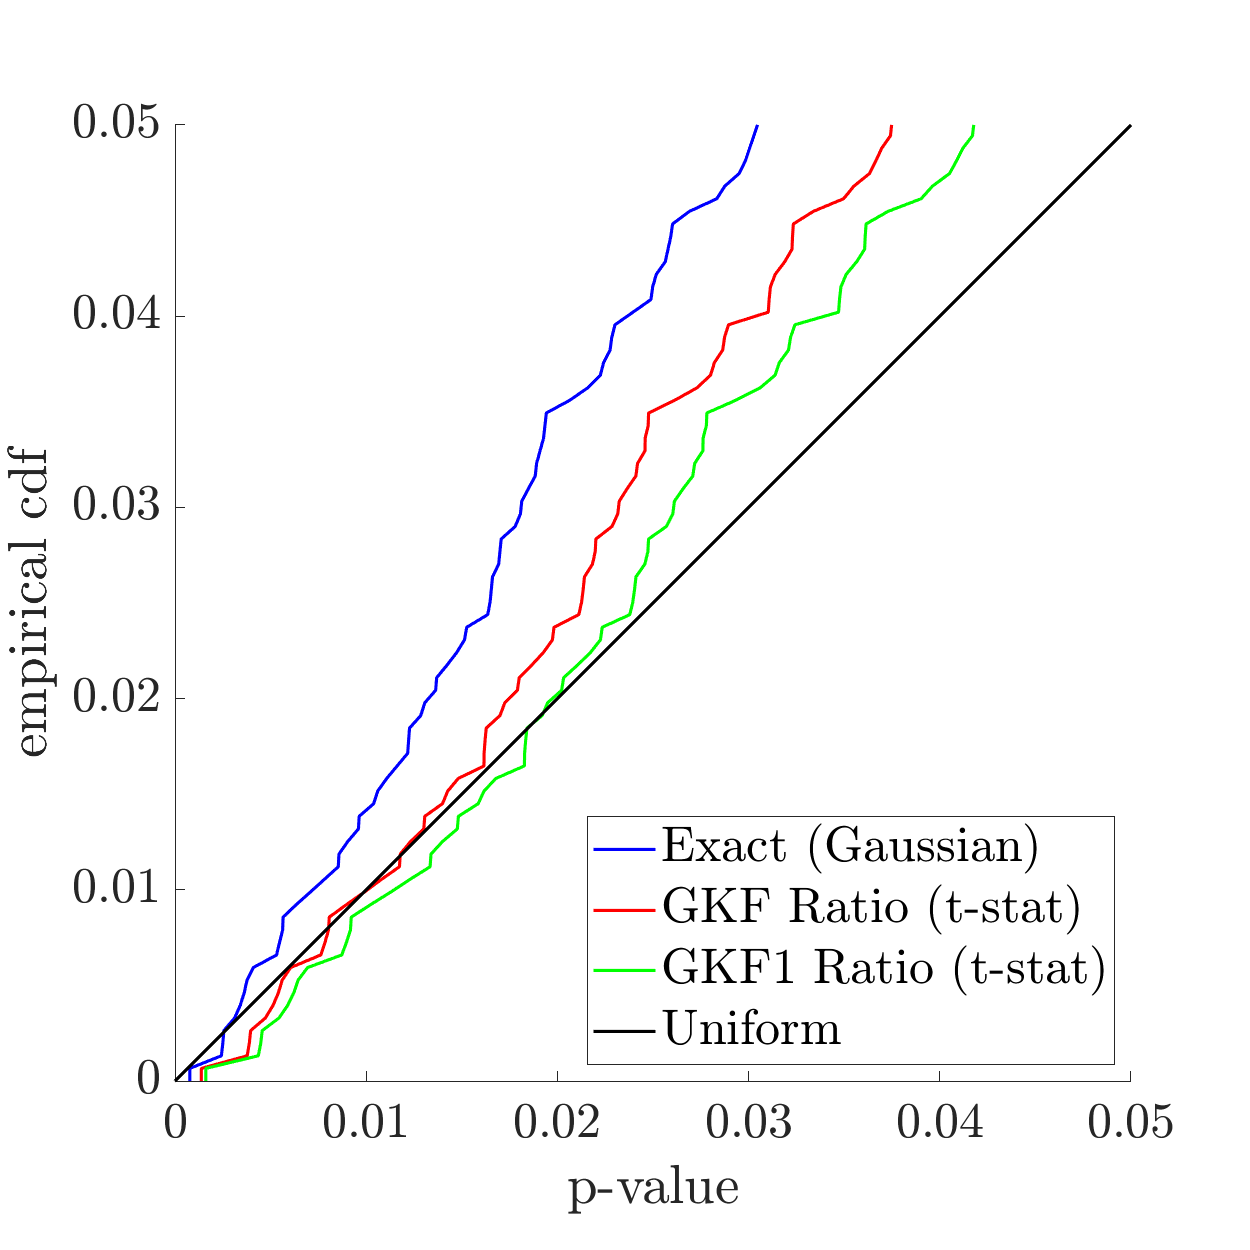 0.05
0.04
0.03
0.02
0.01
0
empirical cdf
Exact (Gaussian)
GKF Ratio (t-stat)
GKF1 Ratio (t-stat)
Uniform
0 0.01 0.02 0.03 0.04 0.05
p-value